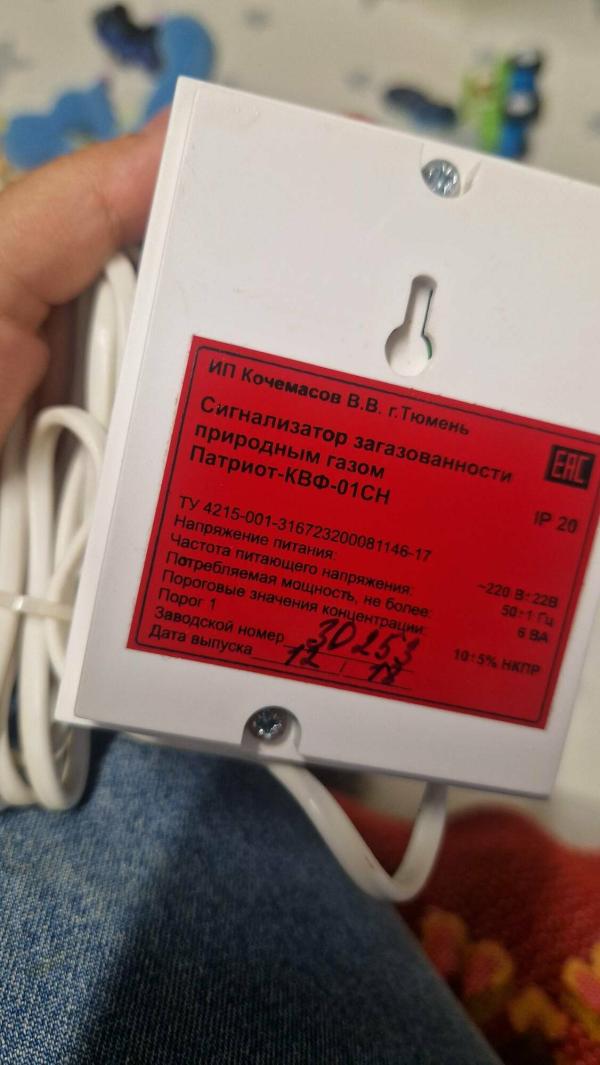 ИП Кочемасов В.В. г.Тюмень
Сигнализатор загазованности
природным газом
Патриот-КВФ-01СН
EAC
IP 20
ТУ 4215-001-316723200081146-17
Напряжение питания: ~220 В±22В
Частота питающего напряжения: 50±1 Гц
Потребляемая мощность, не более: 6 ВА
Пороговые значения концентрации:
Порог 1 10±5% НКПР
Заводской номер 30253
Дата выпуска 12 / 18